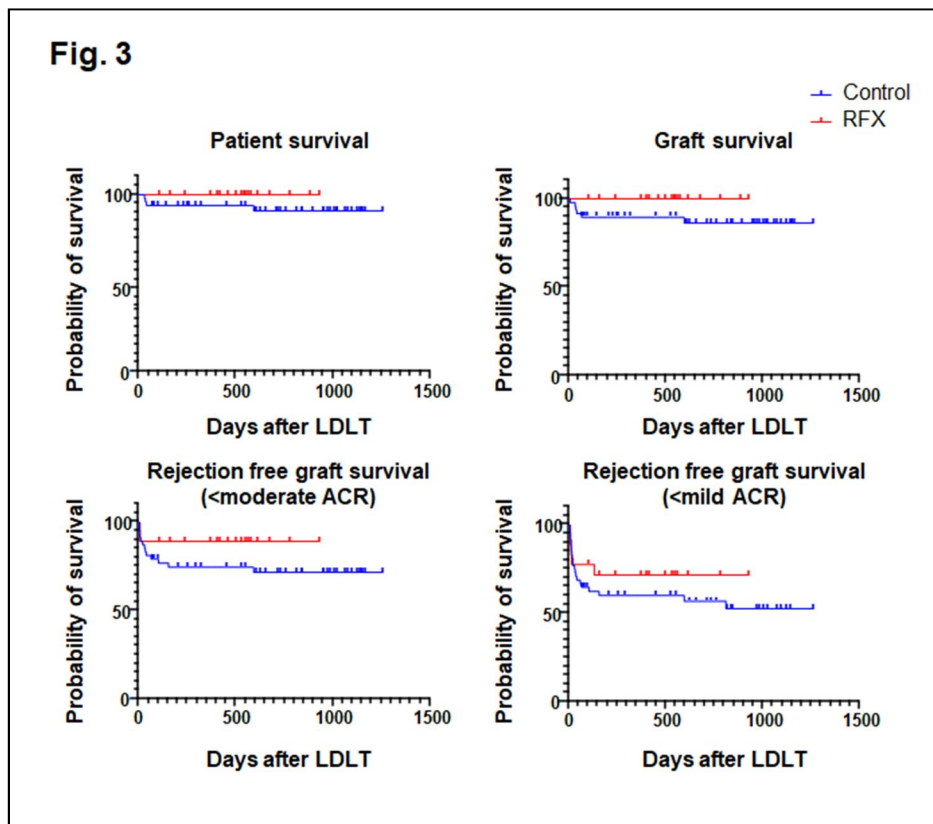 Fig. 3
Control
RFX
Patient survival
Probability of survival
100
50
0
0 500 1000 1500
Days after LDLT
Graft survival
Probability of survival
100
50
0
0 500 1000 1500
Days after LDLT
Rejection free graft survival
(<moderate ACR)
Probability of survival
100
50
0
0 500 1000 1500
Days after LDLT
Rejection free graft survival
(<mild ACR)
Probability of survival
100
50
0
0 500 1000 1500
Days after LDLT